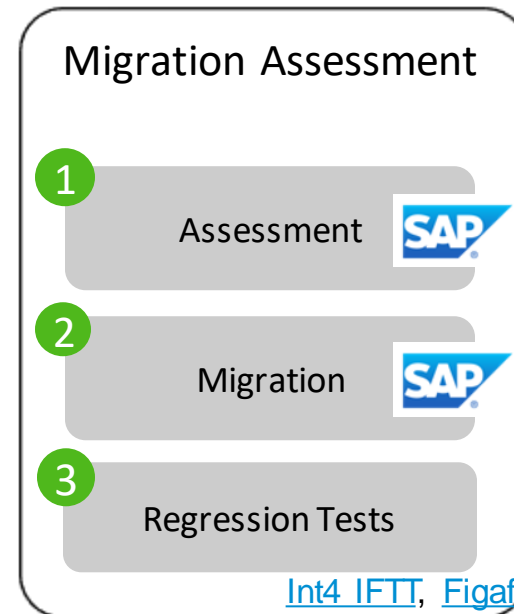 Migration Assessment
1
Assessment
SAP
2
Migration
SAP
3
Regression Tests
Int4 IFTT, Figaf